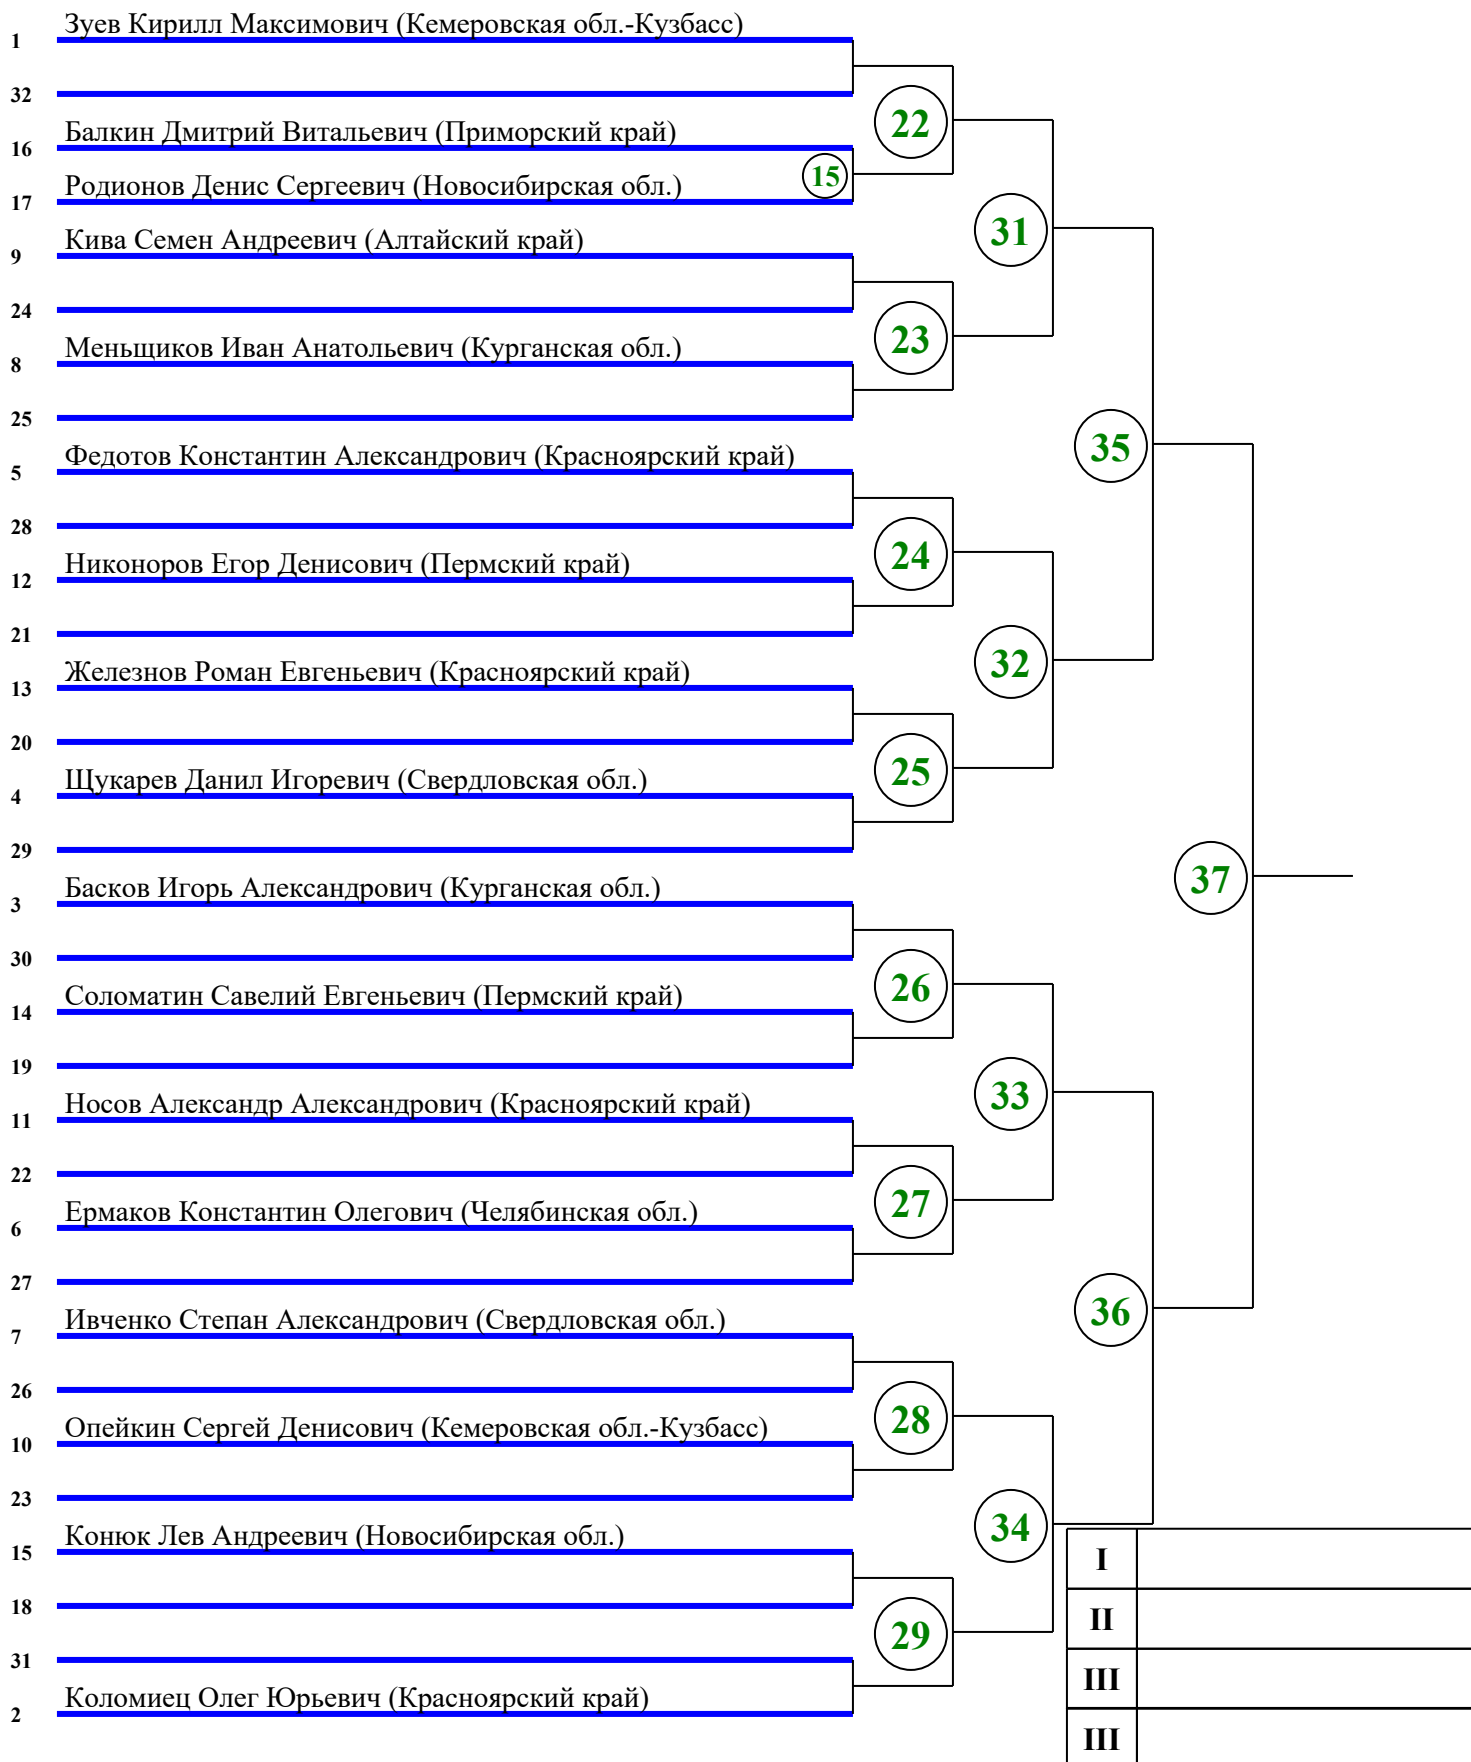 1 Зуев Кирилл Максимович (Кемеровская обл.-Кузбасс)
32
16 Балкин Дмитрий Витальевич (Приморский край)
22
15
17 Родионов Денис Сергеевич (Новосибирская обл.)
31
9 Кива Семен Андреевич (Алтайский край)
24
23
8 Меньщиков Иван Анатольевич (Курганская обл.)
25
35
5 Федотов Константин Александрович (Красноярский край)
28
24
12 Никоноров Егор Денисович (Пермский край)
21
32
13 Железнов Роман Евгеньевич (Красноярский край)
20
25
4 Щукарев Данил Игоревич (Свердловская обл.)
29
37
3 Басков Игорь Александрович (Курганская обл.)
30
26
14 Соломатин Савелий Евгеньевич (Пермский край)
19
33
11 Носов Александр Александрович (Красноярский край)
22
27
6 Ермаков Константин Олегович (Челябинская обл.)
27
36
7 Ивченко Степан Александрович (Свердловская обл.)
26
28
10 Опейкин Сергей Денисович (Кемеровская обл.-Кузбасс)
23
34
15 Конюк Лев Андреевич (Новосибирская обл.)
I
18
II
29
31
III
2 Коломиец Олег Юрьевич (Красноярский край)
III